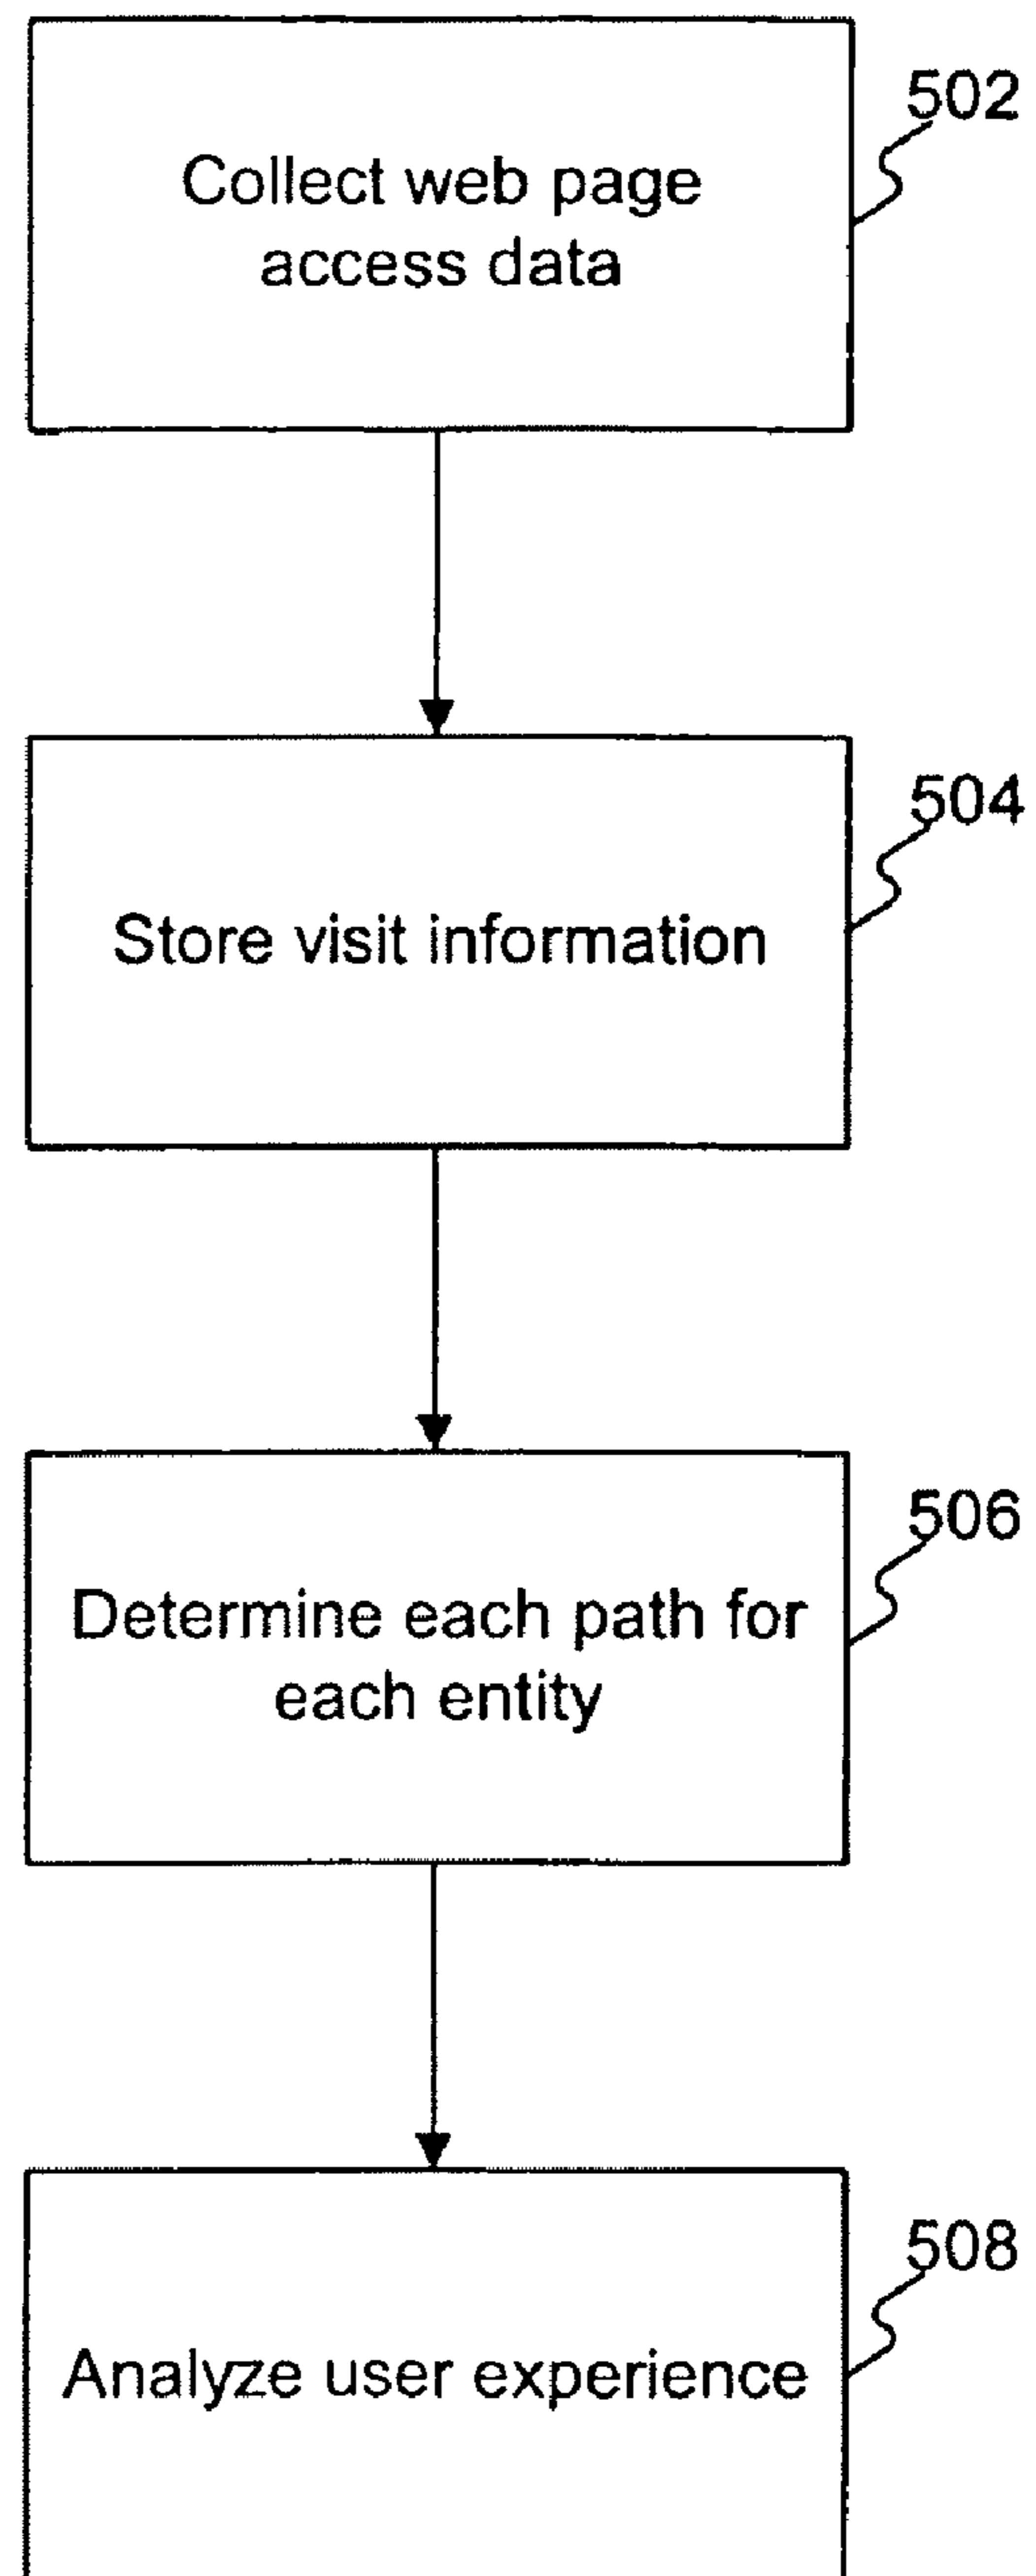 502
Collect web page
access data
504
Store visit information
506
Determine each path for
each entity
508
Analyze user experience